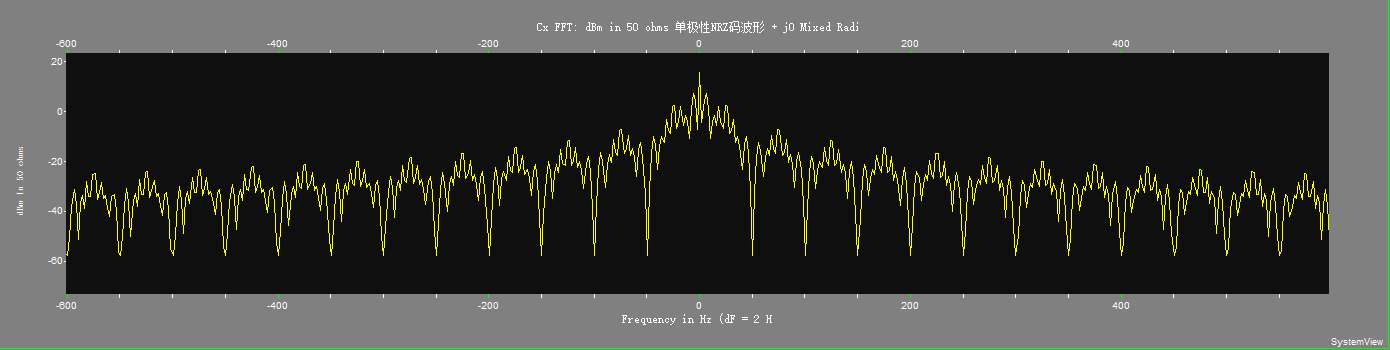 Cx FFT: dBm in 50 ohms 单极性NRZ码波形 + j0 Mixed Radi
-600 -400 -200 0 200 400
20
0
-20
-40
-60
dBm in 50 ohms
-600 -400 -200 0 200 400
Frequency in Hz (dF = 2 H
SystemView